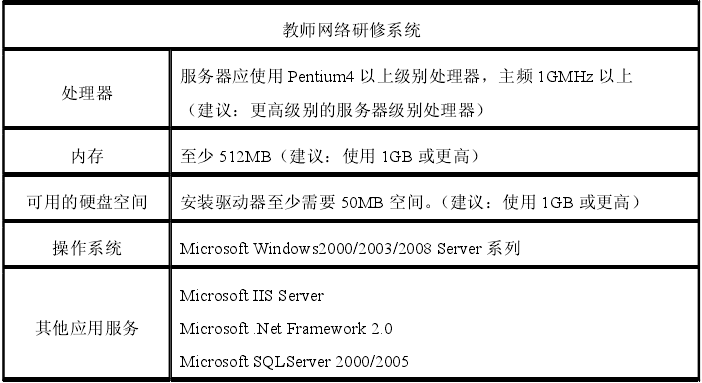 教师网络研修系统
处理器
服务器应使用 Pentium4 以上级别处理器，主频 1GMHz 以上
（建议：更高级别的服务器级别处理器）
内存
至少 512MB（建议：使用 1GB 或更高）
可用的硬盘空间
安装驱动器至少需要 50MB 空间。（建议：使用 1GB 或更高）
操作系统
Microsoft Windows2000/2003/2008 Server 系列
其他应用服务
Microsoft IIS Server
Microsoft .Net Framework 2.0
Microsoft SQLServer 2000/2005